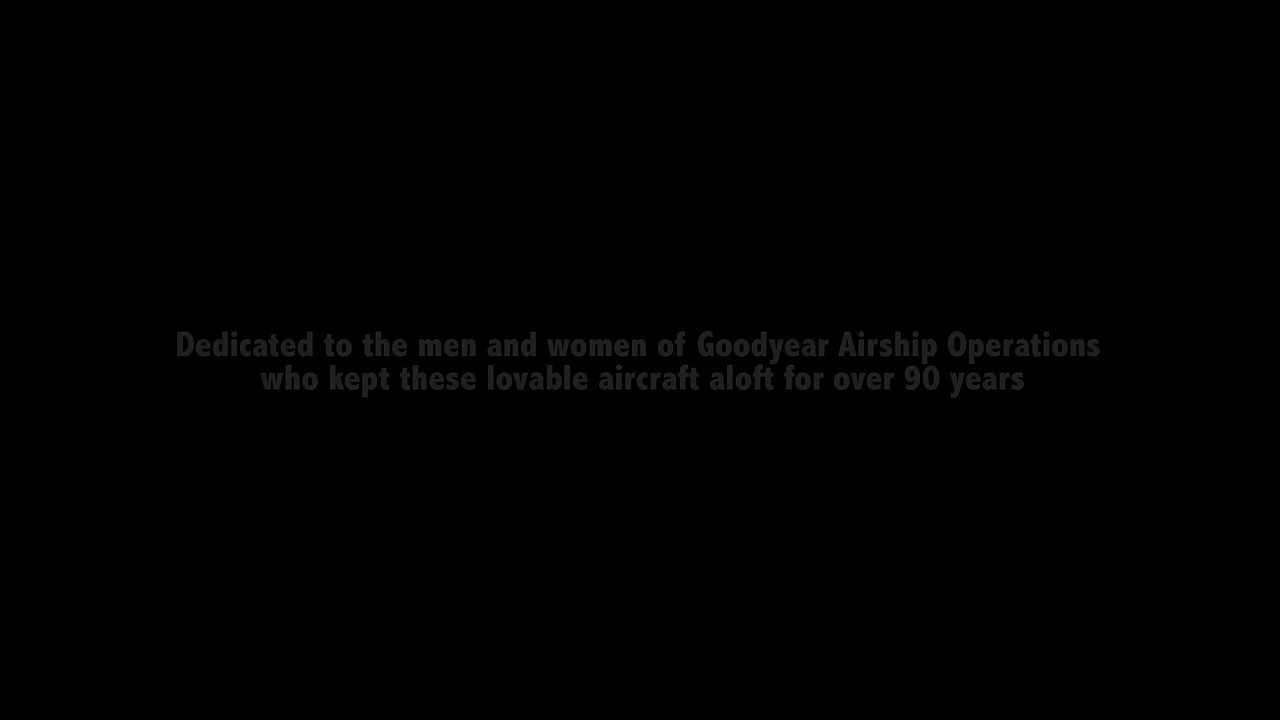 Dedicated to the men and women of Goodyear Airship Operations
who kept these lovable aircraft aloft for over 90 years